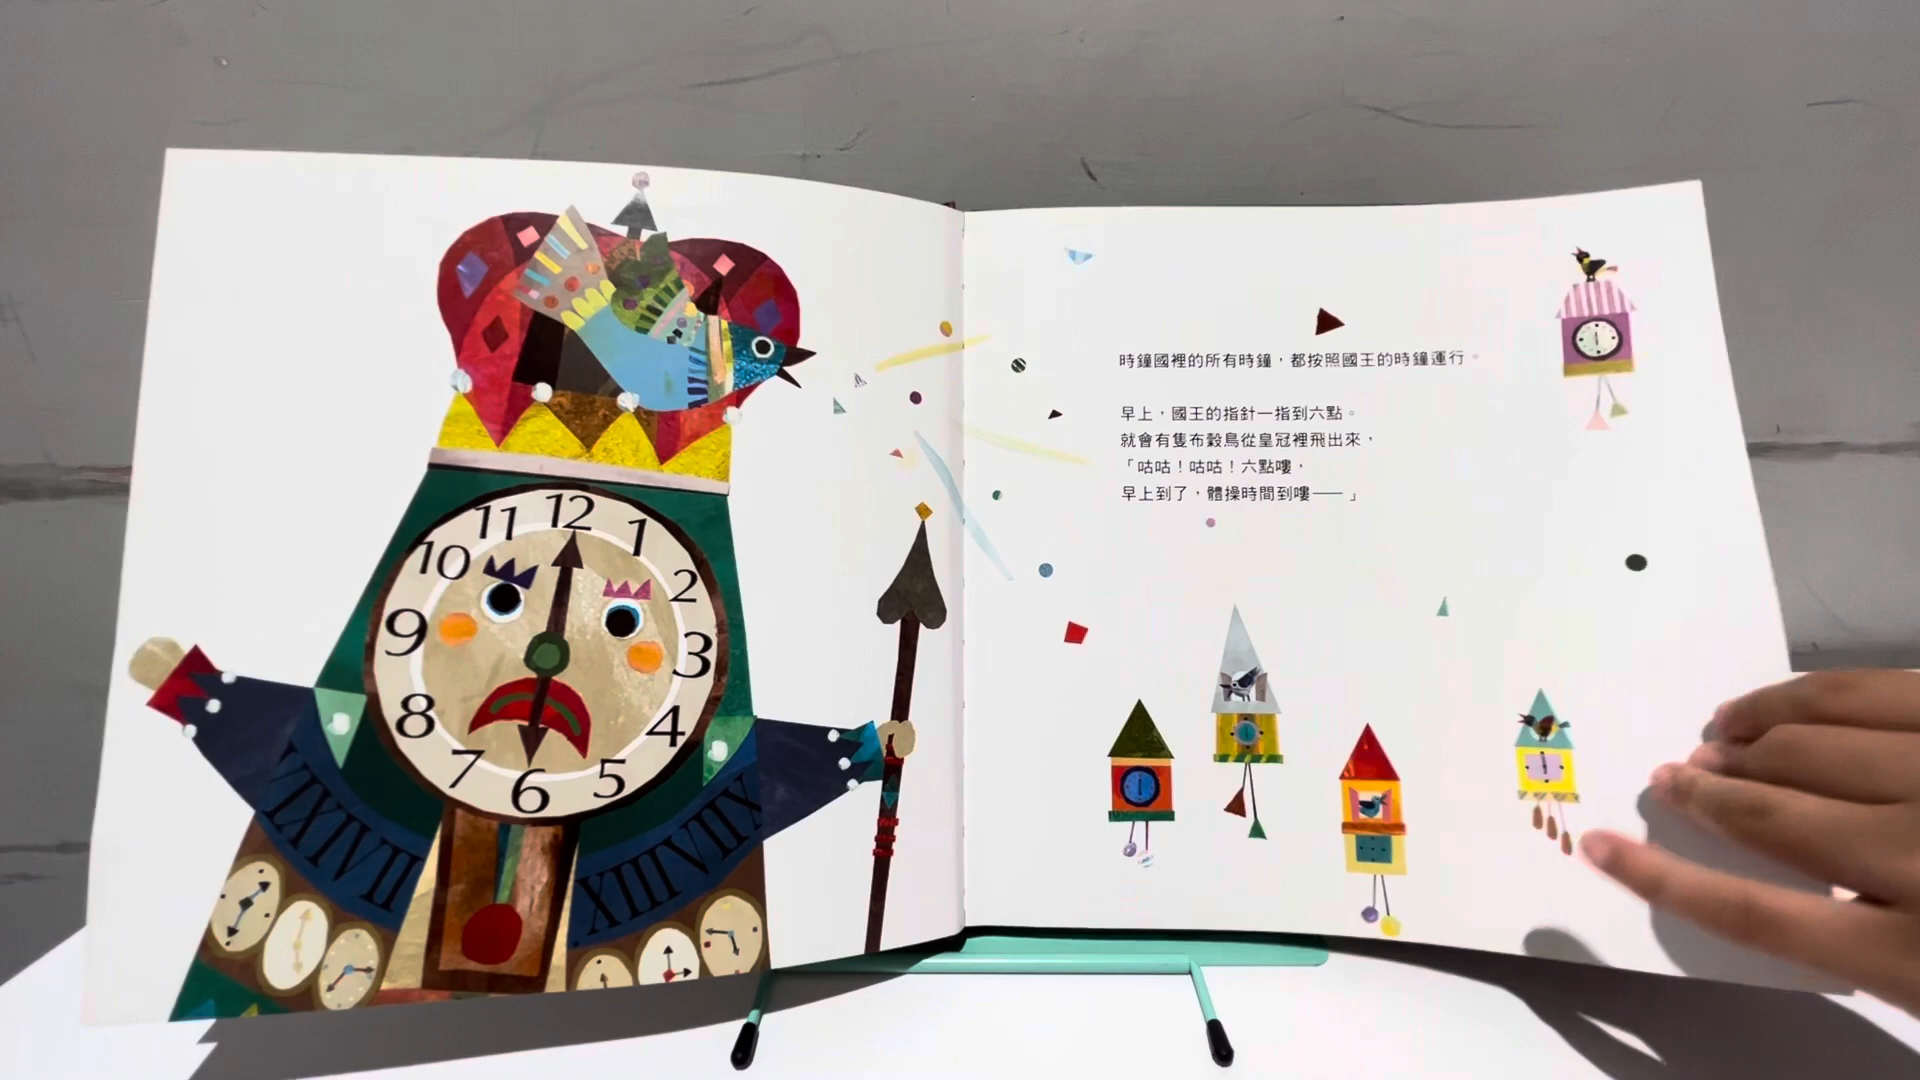 12
11
1
10
2
9
3
8
4
7
5
6
時鐘國裡的所有時鐘，都按照國王的時鐘運行。
早上，國王的指針一指到六點。
就會有隻布穀鳥從皇冠裡飛出來，
「咕咕！咕咕！六點嘍，
早上到了，體操時間到嘍——」